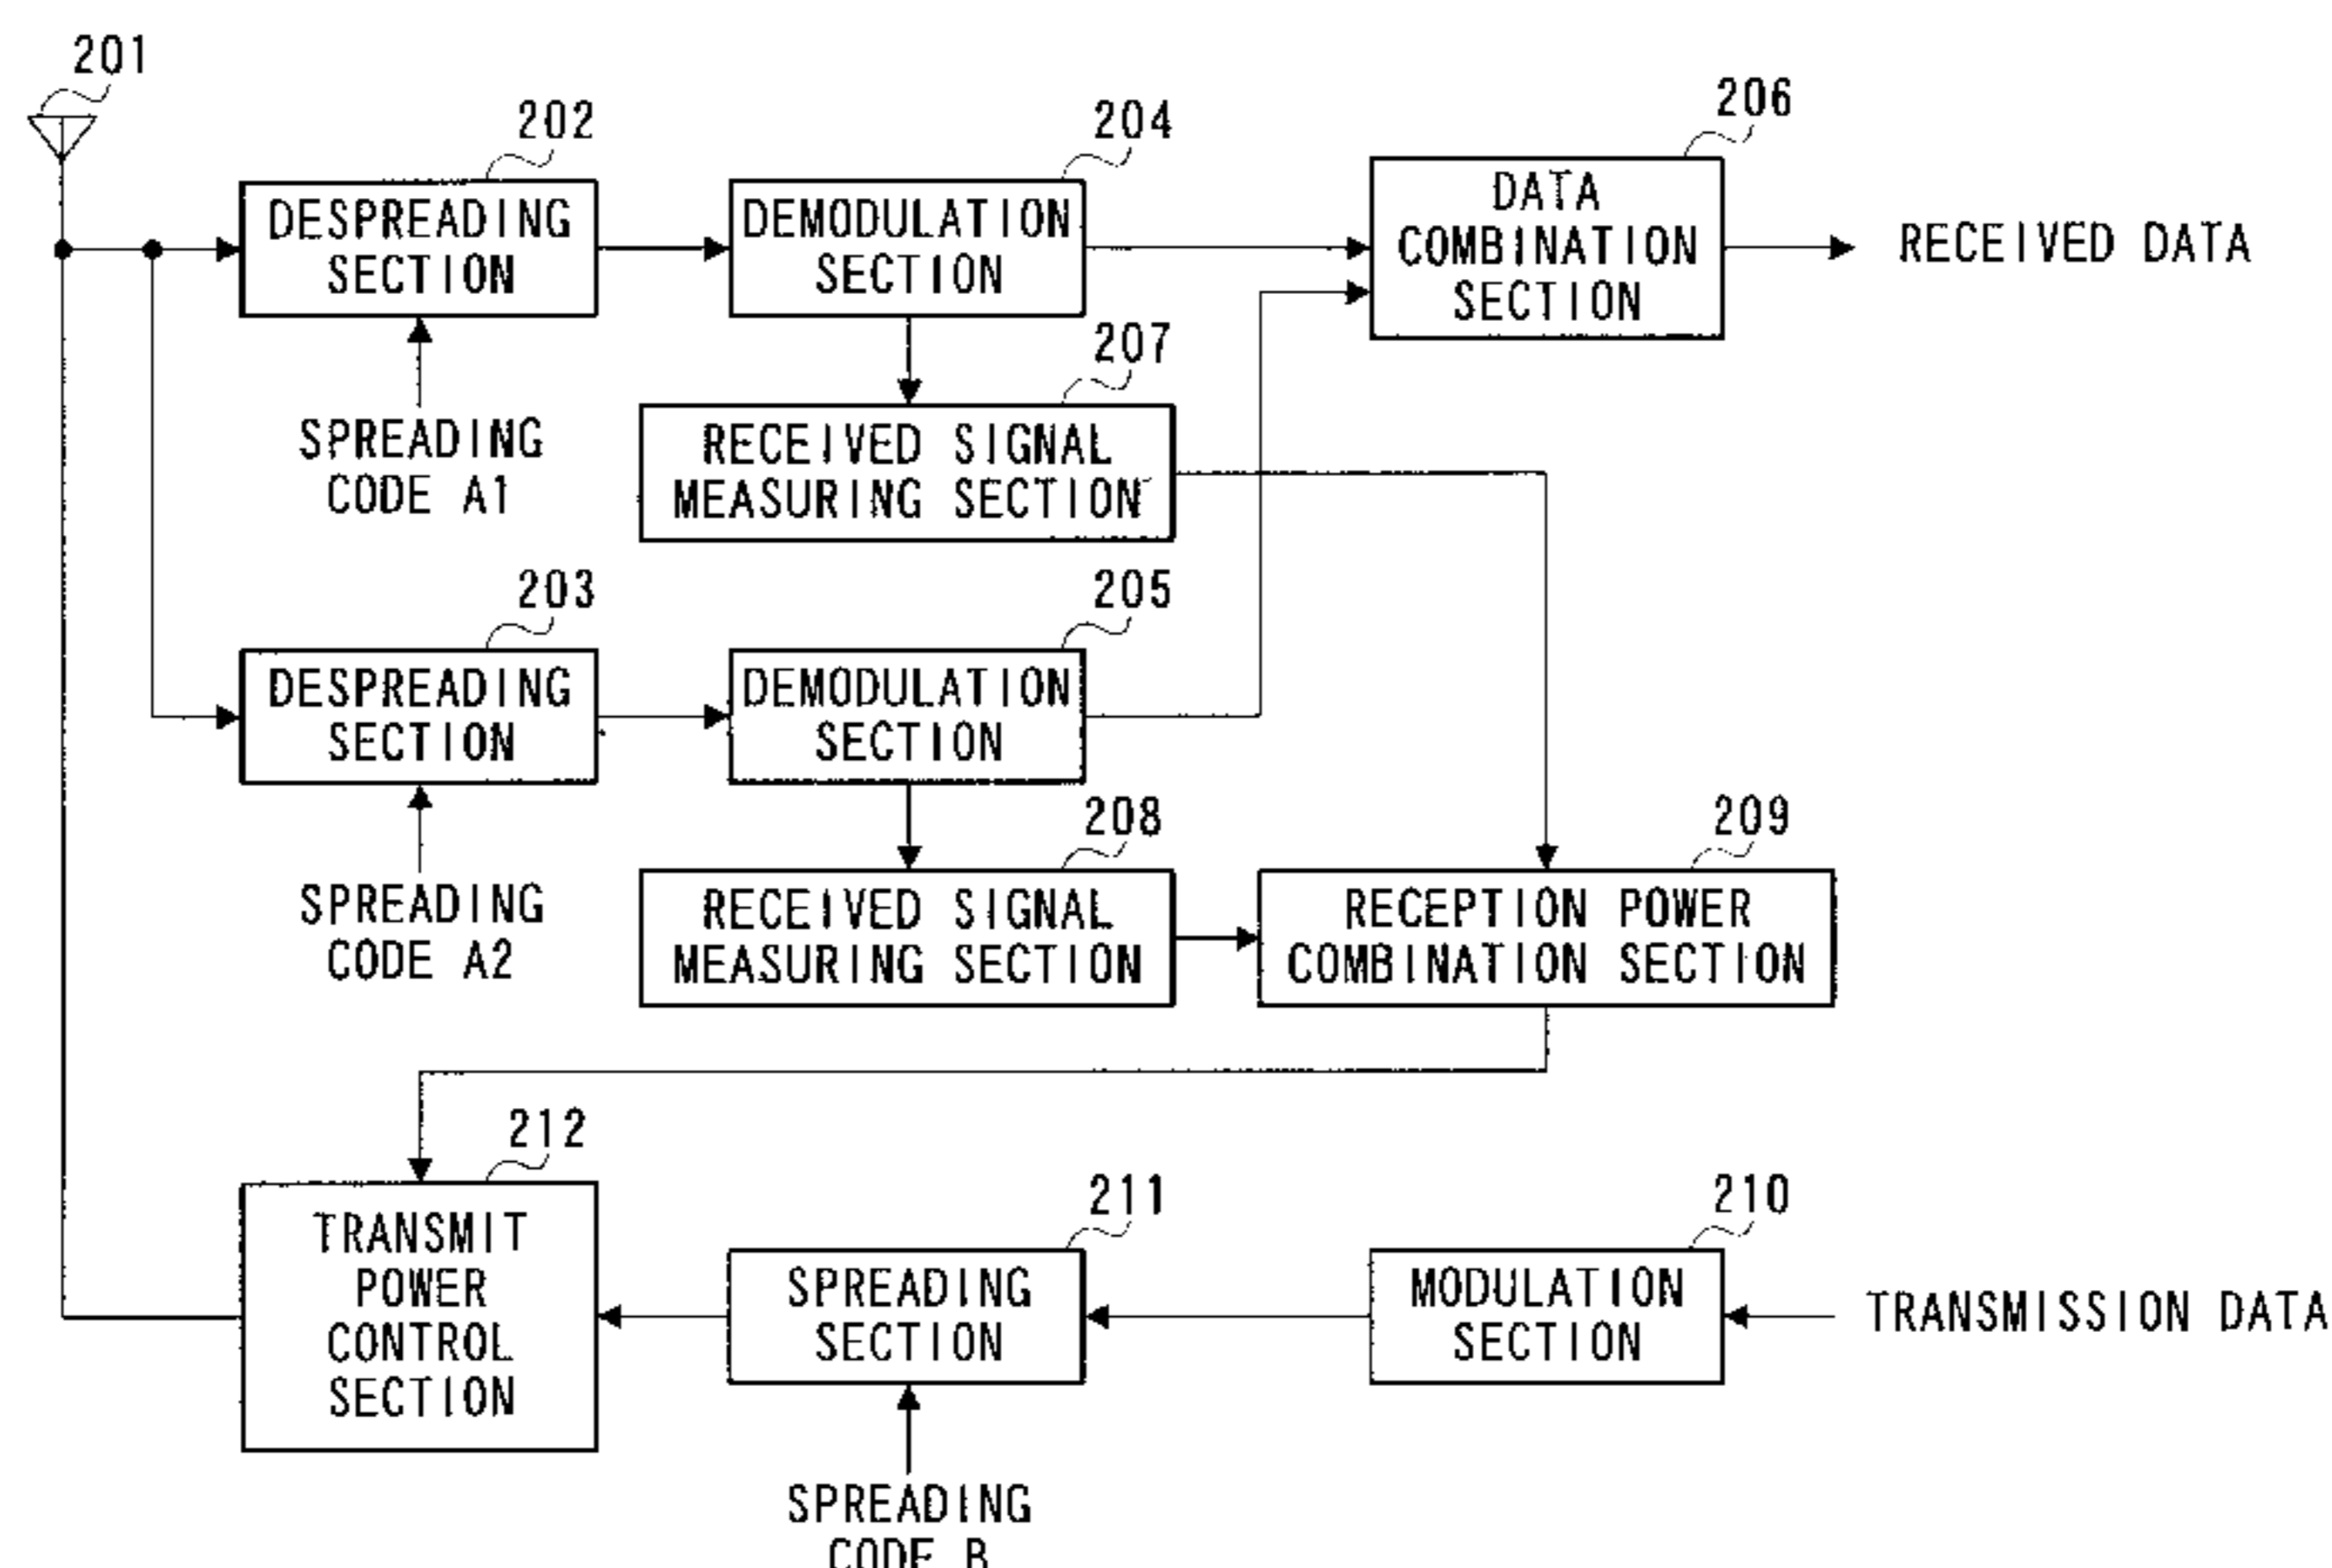 201
202
204
206
DESPREADING
SECTION
DEMODULATION
SECTION
DATA
COMBINATION
SECTION
RECEIVED DATA
207
SPREADING
CODE A1
RECEIVED SIGNAL
MEASURING SECTION
203
205
DESPREADING
SECTION
DEMODULATION
SECTION
208
209
SPREADING
CODE A2
RECEIVED SIGNAL
MEASURING SECTION
RECEPTION POWER
COMBINATION SECTION
212
211
210
TRANSMIT
POWER
CONTROL
SECTION
SPREADING
SECTION
MODULATION
SECTION
TRANSMISSION DATA
SPREADING
CODE B